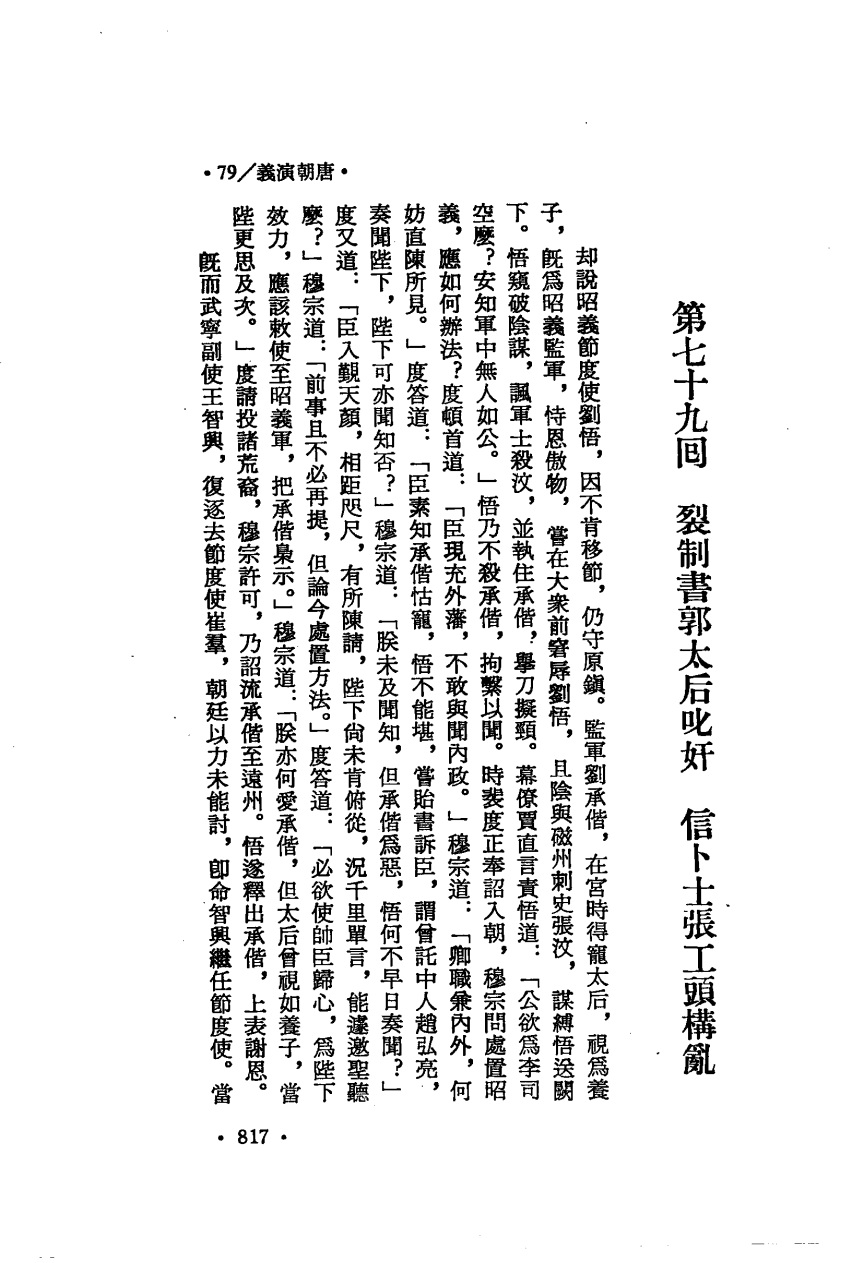 ·79/義演朝唐·
第七十九回　裂制書郭太后叱奸　信卜士張工頭構亂
却說昭義節度使劉悟，因不肯移節，仍守原鎭。監軍劉承偕，在宮時得寵太后，視爲養
子，旣爲昭義監軍，恃恩傲物，嘗在大衆前窘辱劉悟，且陰與磁州刺史張汶，謀縛悟送闕
下。悟窺破陰謀，諷軍士殺汶，並執住承偕，舉刀擬頸。幕僚賈直言責悟道：「公欲爲李司
空麼？安知軍中無人如公。」悟乃不殺承偕，拘繫以聞。時裴度正奉詔入朝，穆宗問處置昭
義，應如何辦法？度頓首道：「臣現充外藩，不敢與聞內政。」穆宗道：「卿職兼內外，何
妨直陳所見。」度答道：「臣素知承偕怙寵，悟不能堪，嘗貽書訴臣，謂曾託中人趙弘亮，
奏聞陛下，陛下可亦聞知否？」穆宗道：「朕未及聞知，但承偕爲惡，悟何不早日奏聞？」
度又道：「臣入觀天顏，相距咫尺，有所陳請，陛下尙未肯俯從，況千里單言，能遽邀聖聽
麼？」穆宗道：「前事且不必再提，但論今處置方法。」度答道：「必欲使帥臣歸心，爲陛下
效力，應該敕使至昭義軍，把承偕梟示。」穆宗道：「朕亦何愛承偕，但太后曾視如養子，當
陛更思及次。」度請投諸荒裔，穆宗許可，乃詔流承偕至遠州。悟遂釋出承偕，上表謝恩。
旣而武寧副使王智興，復逐去節度使崔羣，朝廷以力未能討，卽命智興繼任節度使。當
·817·